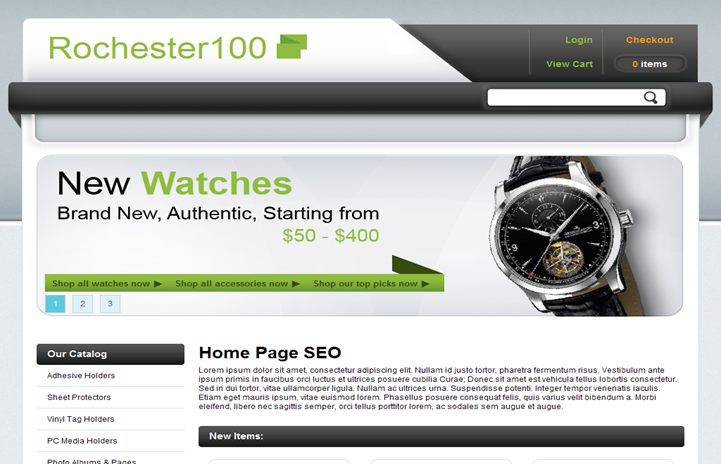 Rochester100
Login
Checkout
View Cart
0 items
New Watches
Brand New, Authentic, Starting from
$50 - $400
Shop all watches now ▶ Shop all accessories now ▶ Shop our top picks now ▶
1 2 3
Our Catalog
Adhesive Holders
Sheet Protectors
Vinyl Tag Holders
PC Media Holders
Photo Albums & Pages
Home Page SEO
Lorem ipsum dolor sit amet, consectetur adipiscing elit. Nullam id justo tortor, pharetra fermentum risus. Vestibulum ante
ipsum primis in faucibus orci luctus et ultrices posuere cubilia Curae; Donec sit amet est vehicula tellus lobortis consectetur.
Sed in dui tortor, vitae ullamcorper ligula. Nullam ac ultrices urna. Suspendisse potenti. Integer tempor venenatis iaculis.
Etiam eget mauris ipsum, vitae euismod lorem. Phasellus posuere consequat felis, quis varius velit bibendum a. Morbi
eleifend, libero nec sagittis semper, orci tellus porttitor lorem, ac sodales sem augue et augue.
New Items: